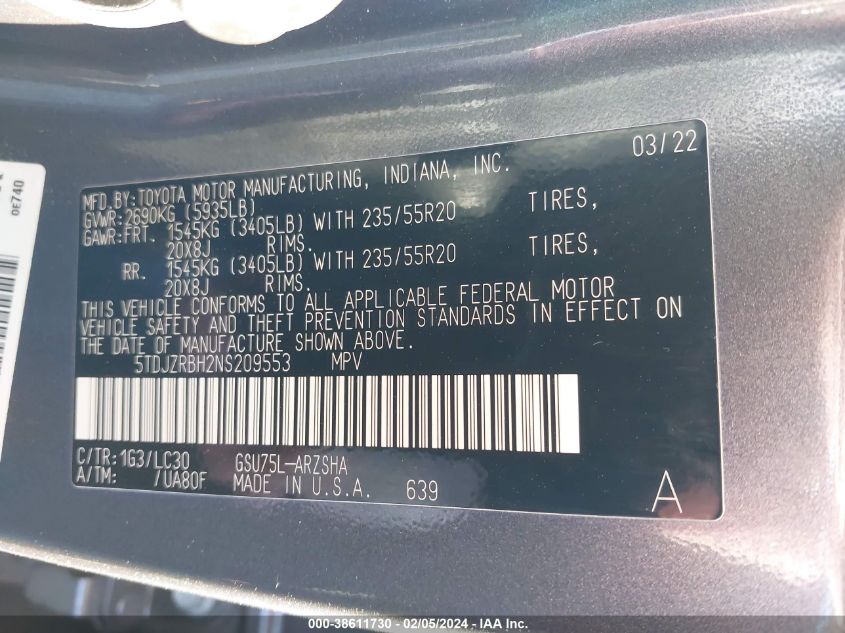 0E740
03/22
MFD.BY:TOYOTA MOTOR MANUFACTURING, INDIANA, INC.
GVWR:2690KG (5935LB)
GAWR:FRT. 1545KG (3405LB) WITH 235/55R20 TIRES,
20X8J RIMS.
RR. 1545KG (3405LB) WITH 235/55R20 TIRES,
20X8J RIMS.
THIS VEHICLE CONFORMS TO ALL APPLICABLE FEDERAL MOTOR
VEHICLE SAFETY AND THEFT PREVENTION STANDARDS IN EFFECT ON
THE DATE OF MANUFACTURE SHOWN ABOVE.
5TDJZRBH2NS209553 MPV
C/TR:1G3/LC30 GSU75L-ARZSHA
A/TM: /UA80F MADE IN U.S.A. 639
A
000-38611730 - 02/05/2024 - IAA Inc.